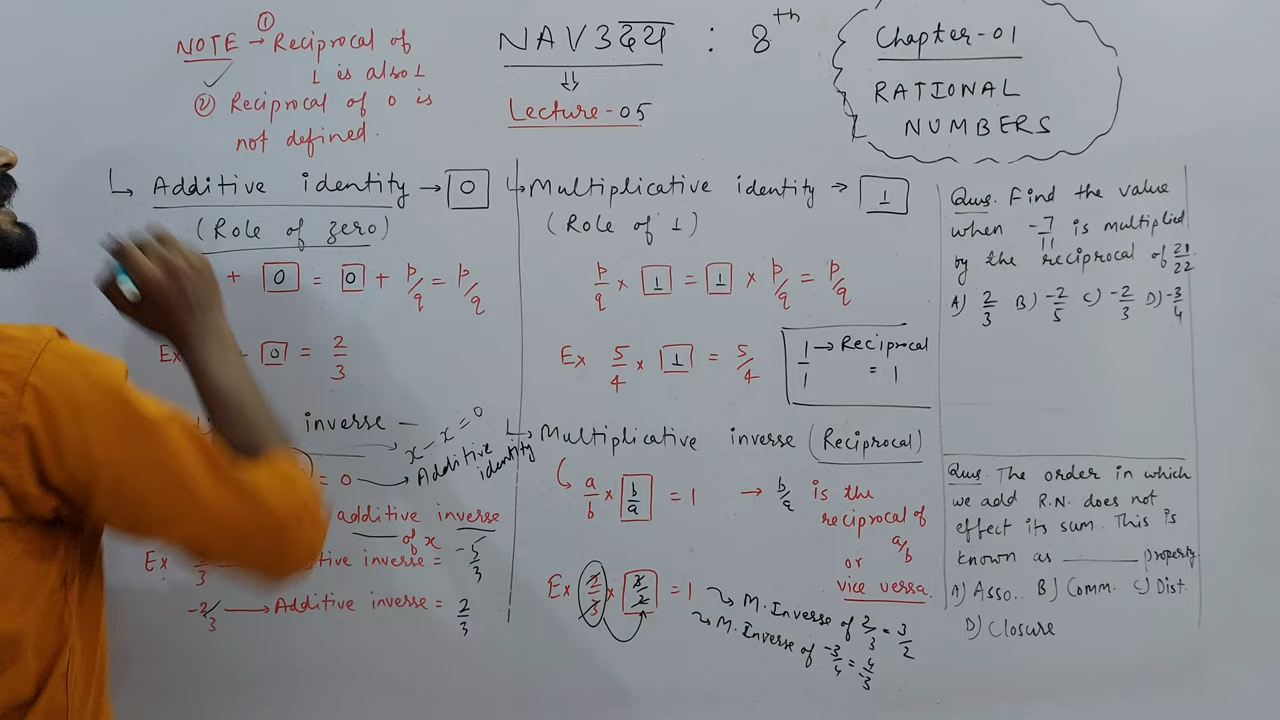 NOTE → ① Reciprocal of
1 is also 1
② Reciprocal of 0 is
not defined.
NAV3दय : 8th
⇓
Lecture-05
Chapter-01
RATIONAL
NUMBERS
↳ Additive identity → 0
(Role of zero)
+ 0 = 0 + p/q = p/q
Ex 0 = 2/3
inverse –
x - x = 0
= 0 → Additive identity
additive inverse
of x
Ex /3 tive inverse = -5/3
-2/3 → Additive inverse = 2/3
↳ Multiplicative identity → 1
(Role of 1)
p/q × 1 = 1 × p/q = p/q
Ex 5/4 × 1 = 5/4
1/1 → Reciprocal
= 1
↳ Multiplicative inverse (Reciprocal)
a/b × b/a = 1 → b/a is the
reciprocal of
a/b
or
vice versa.
Ex 2/3 × 3/2 = 1
M. Inverse of 2/3 = 3/2
M. Inverse of -3/4 = 4/-3
Ques. Find the value
when -7/11 is multiplied
by the reciprocal of 21/22.
A) 2/3 B) -2/5 C) -2/3 D) -3/4
Ques. The order in which
we add R.N. does not
effect its sum. This is
known as ______ property
A) Asso.. B) Comm. C) Dist.
D) Closure